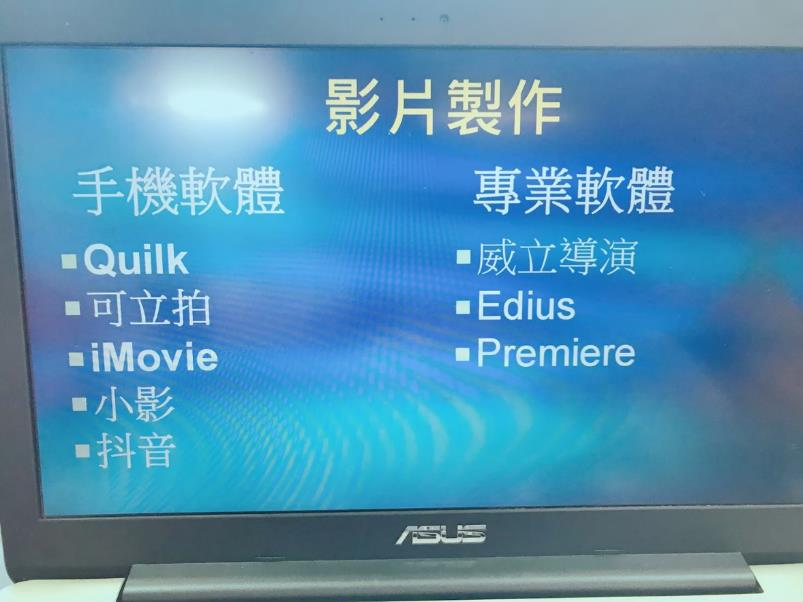 影片製作
手機軟體
■Quilk
■可立拍
■iMovie
■小影
■抖音
專業軟體
■威立導演
■Edius
■Premiere
ASUS